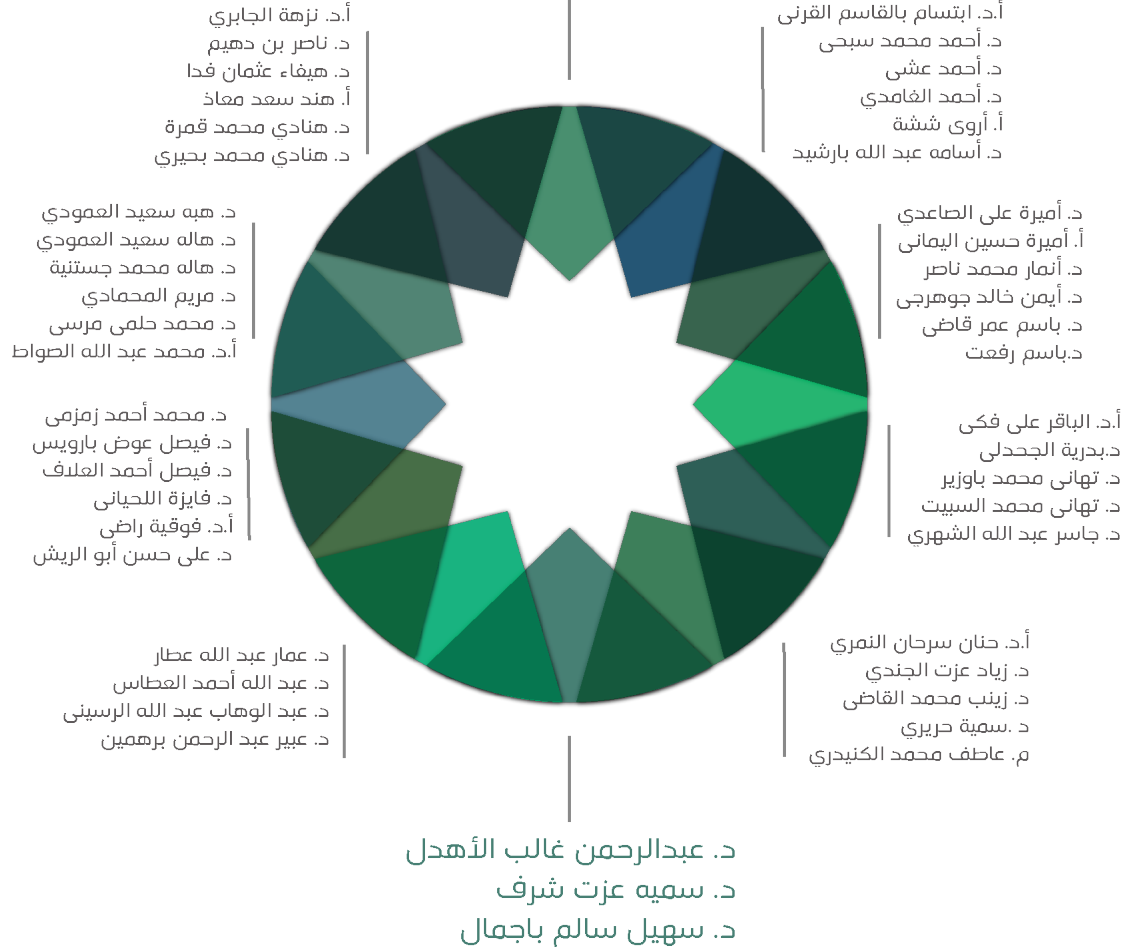 أ.د. ابتسام بالقاسم القرنى
د. أحمد محمد سبحى
د. أحمد عشى
د. أحمد الغامدي
أ. أروى ششة
د. أسامه عبد الله بارشيد
د. أميرة على الصاعدي
أ. أميرة حسين اليمانى
د. أنمار محمد ناصر
د. أيمن خالد جوهرجى
د. باسم عمر قاضى
د.باسم رفعت
أ.د. الباقر على فكى
د.بدرية الجحدلى
د. تهانى محمد باوزير
د. تهانى محمد السبيت
د. جاسر عبد الله الشهري
أ.د. حنان سرحان النمري
د. زياد عزت الجندي
د. زينب محمد القاضى
د .سمية حريري
م. عاطف محمد الكنيدري
أ.د. نزهة الجابري
د. ناصر بن دهيم
د. هيفاء عثمان فدا
أ. هند سعد معاذ
د. هنادي محمد قمرة
د. هنادي محمد بحيري
د. هبه سعيد العمودي
د. هاله سعيد العمودي
د. هاله محمد جستنية
د. مريم المحمادي
د. محمد حلمى مرسى
أ.د. محمد عبد الله الصواط
د. محمد أحمد زمزمى
د. فيصل عوض بارويس
د. فيصل أحمد العلاف
د. فايزة اللحيانى
أ.د. فوقية راضى
د. على حسن أبو الريش
د. عمار عبد الله عطار
د. عبد الله أحمد العطاس
د. عبد الوهاب عبد الله الرسينى
د. عبير عبد الرحمن برهمين
د. عبدالرحمن غالب الأهدل
د. سميه عزت شرف
د. سهيل سالم باجمال